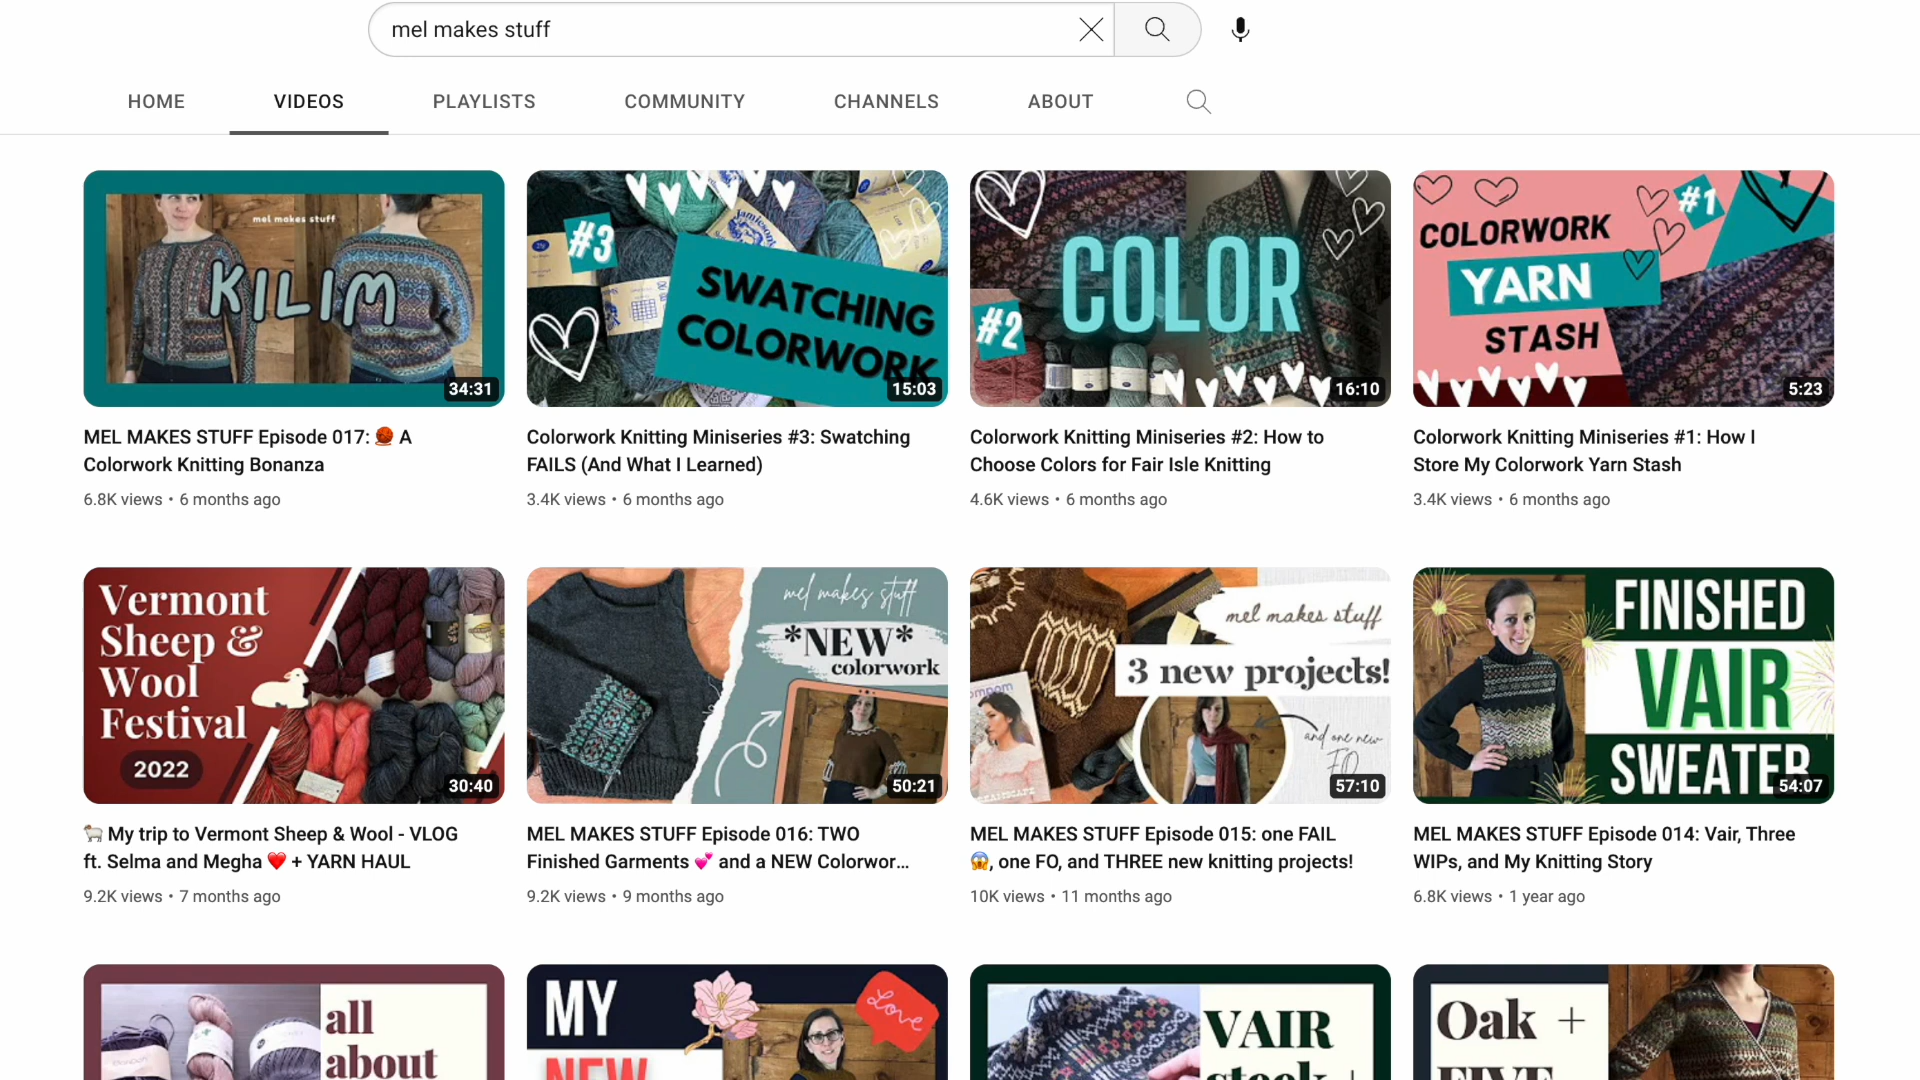 mel makes stuff
HOME
VIDEOS
PLAYLISTS
COMMUNITY
CHANNELS
ABOUT
mel makes stuff
KILIM
34:31
#3
Jamieson's
SWATCHING
COLORWORK
15:03
COLOR
#2
16:10
#1
COLORWORK
YARN
STASH
5:23
MEL MAKES STUFF Episode 017: 🧶 A
Colorwork Knitting Bonanza
6.8K views • 6 months ago
Colorwork Knitting Miniseries #3: Swatching
FAILS (And What I Learned)
3.4K views • 6 months ago
Colorwork Knitting Miniseries #2: How to
Choose Colors for Fair Isle Knitting
4.6K views • 6 months ago
Colorwork Knitting Miniseries #1: How I
Store My Colorwork Yarn Stash
3.4K views • 6 months ago
Vermont
Sheep &
Wool
Festival
2022
30:40
mel makes stuff
*NEW*
colorwork
50:21
mel makes stuff
3 new projects!
and one new
FO
57:10
FINISHED
VAIR
SWEATER
54:07
🐑 My trip to Vermont Sheep & Wool - VLOG
ft. Selma and Megha ❤️ + YARN HAUL
9.2K views • 7 months ago
MEL MAKES STUFF Episode 016: TWO
Finished Garments 💕 and a NEW Colorwor...
9.2K views • 9 months ago
MEL MAKES STUFF Episode 015: one FAIL
😱, one FO, and THREE new knitting projects!
10K views • 11 months ago
MEL MAKES STUFF Episode 014: Vair, Three
WIPs, and My Knitting Story
6.8K views • 1 year ago
all
about
MY
NEW
Love
VAIR
steek +
Oak +
FIVE